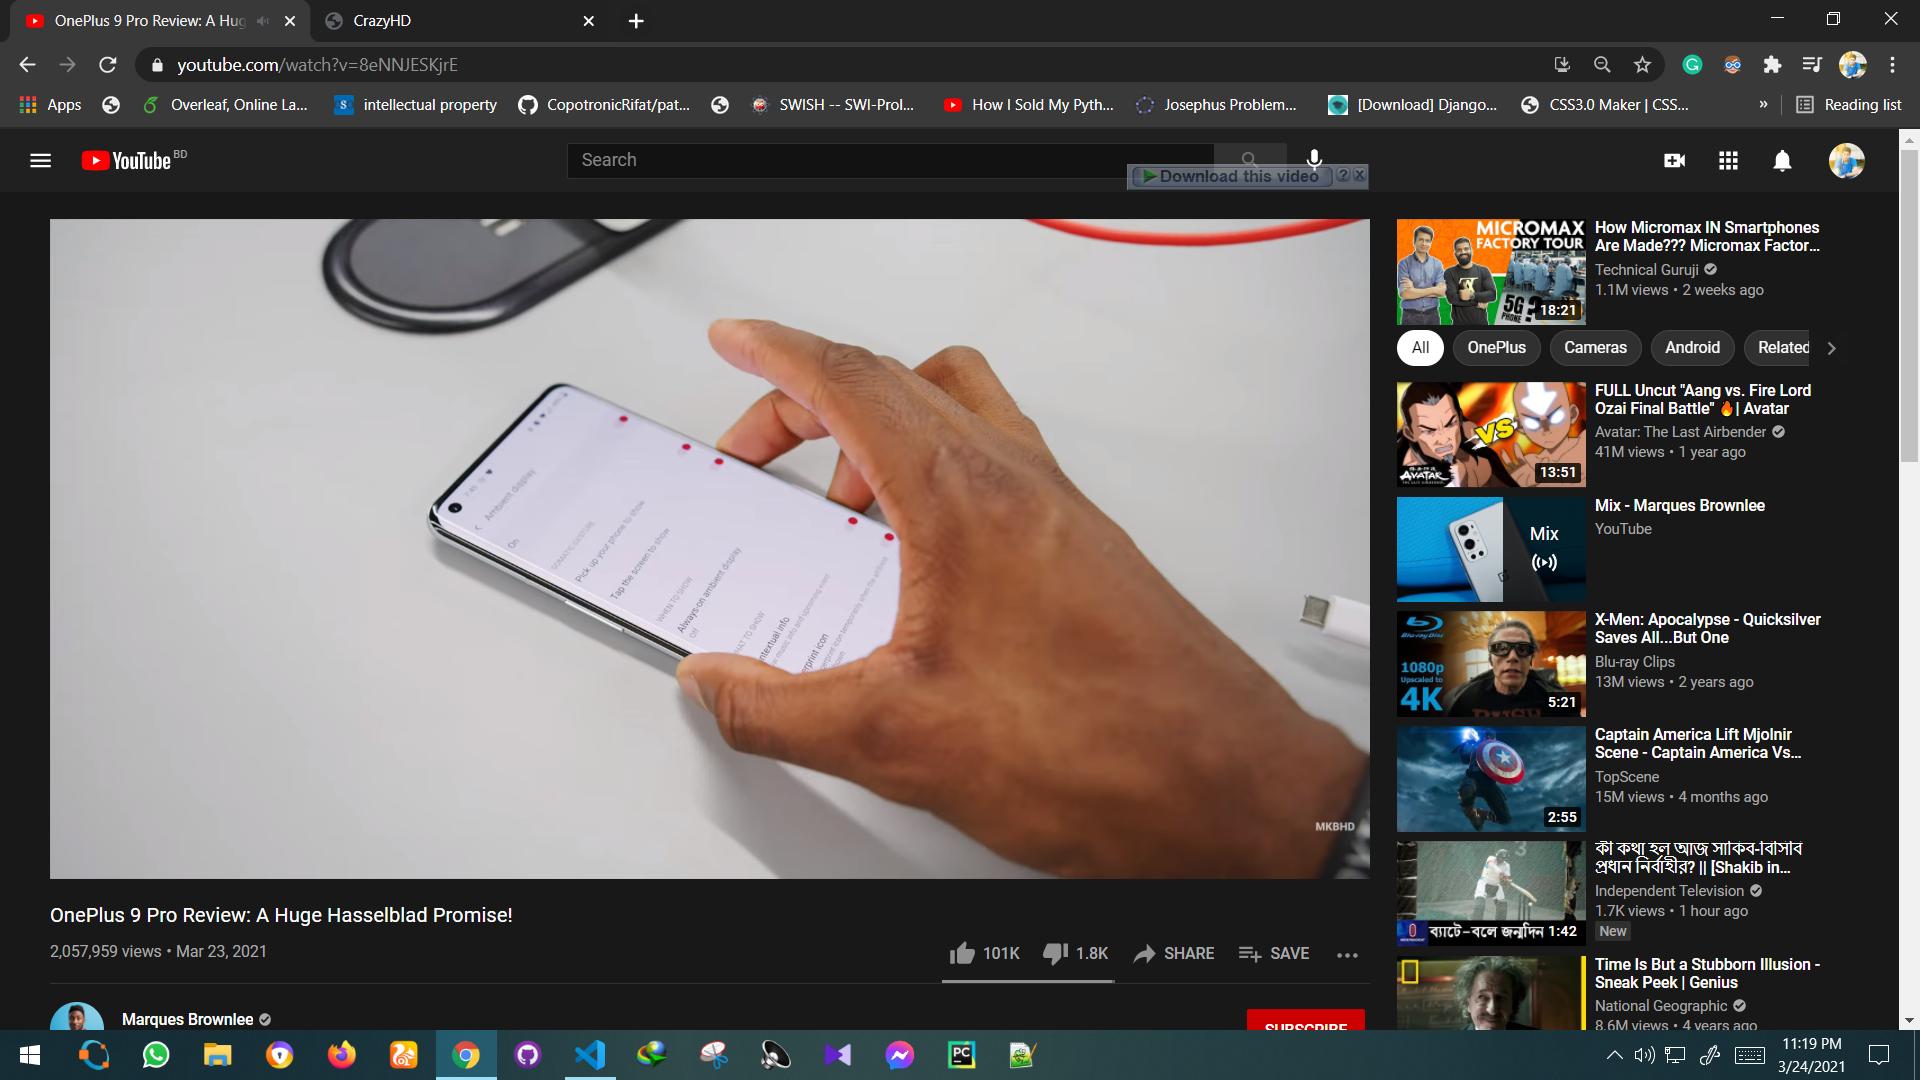 OnePlus 9 Pro Review: A Hug
CrazyHD
youtube.com/watch?v=8eNNJESKjrE
Apps
Overleaf, Online La...
intellectual property
CopotronicRifat/pat...
SWISH -- SWI-Prol...
How I Sold My Pyth...
Josephus Problem...
[Download] Django...
CSS3.0 Maker | CSS...
»
Reading list
YouTube BD
Search
Download this video
Ambient display
On
Pick up your phone to show
Tap the screen to show
WHEN TO SHOW
Always-on ambient display
Off
MKBHD
OnePlus 9 Pro Review: A Huge Hasselblad Promise!
2,057,959 views • Mar 23, 2021
101K
1.8K
SHARE
SAVE
Marques Brownlee
SUBSCRIBE
MICROMAX
FACTORY TOUR
5G ?
PHONE
18:21
How Micromax IN Smartphones
Are Made??? Micromax Factor...
Technical Guruji
1.1M views • 2 weeks ago
All
OnePlus
Cameras
Android
Related
VS
AVATAR
13:51
FULL Uncut "Aang vs. Fire Lord
Ozai Final Battle" 🔥| Avatar
Avatar: The Last Airbender
41M views • 1 year ago
Mix
Mix - Marques Brownlee
YouTube
Blu-ray Disc
1080p
Upscaled to
4K
5:21
X-Men: Apocalypse - Quicksilver
Saves All...But One
Blu-ray Clips
13M views • 2 years ago
2:55
Captain America Lift Mjolnir
Scene - Captain America Vs...
TopScene
15M views • 4 months ago
ব্যাটে-বলে জন্মদিন
1:42
কী কথা হল আজ সাকিব-বিসিবি
প্রধান নির্বাহীর? || [Shakib in...
Independent Television
1.7K views • 1 hour ago
New
Time Is But a Stubborn Illusion -
Sneak Peek | Genius
National Geographic
8.6M views • 4 years ago
PC
11:19 PM
3/24/2021